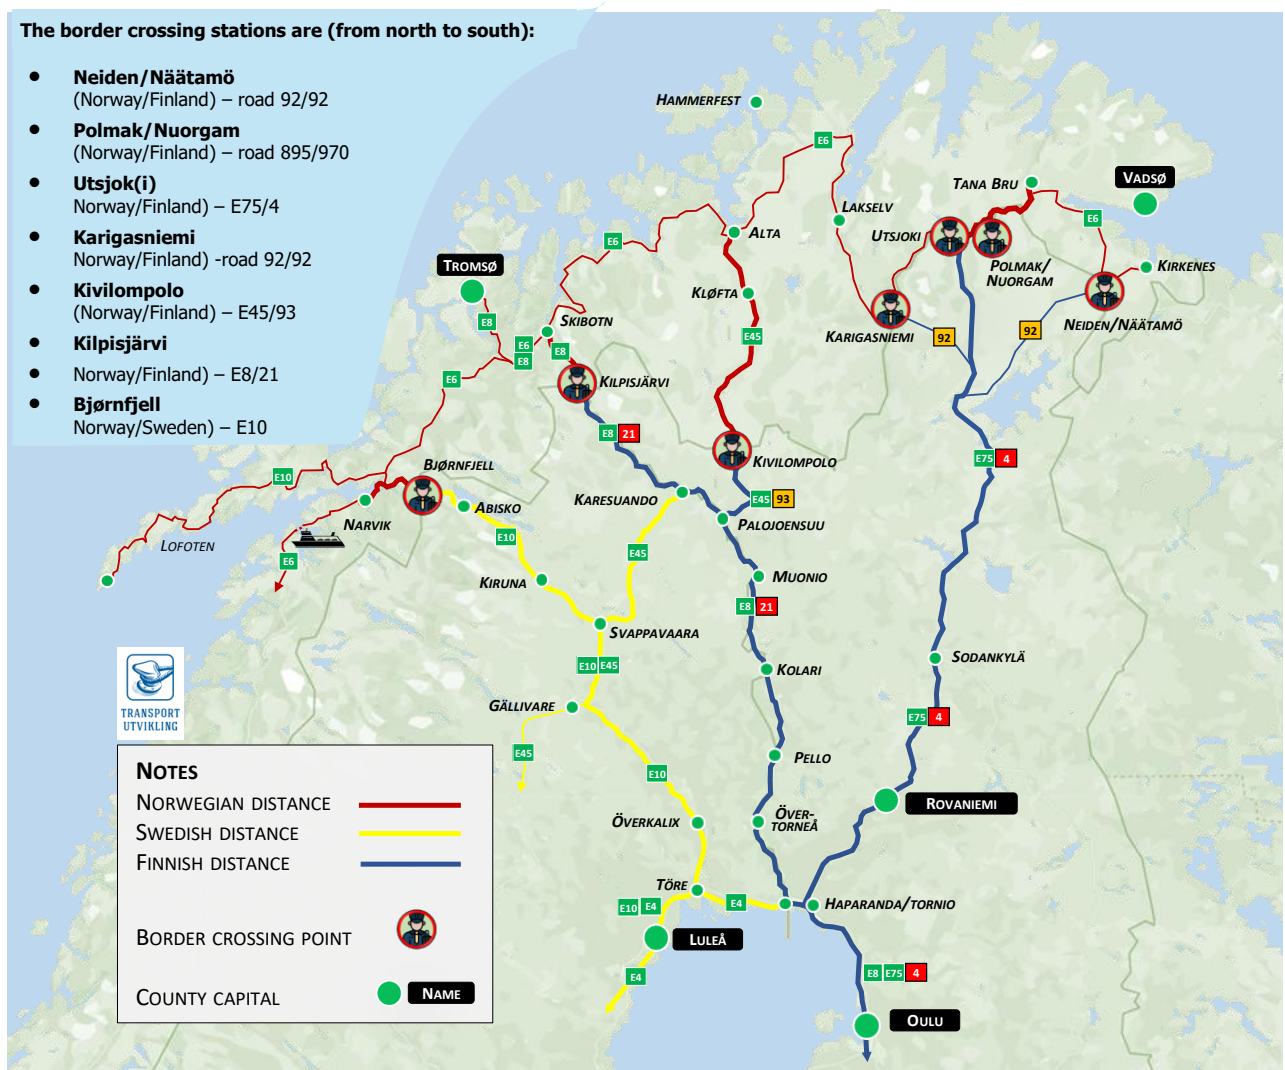 The border crossing stations are (from north to south):
● Neiden/Näätamö
(Norway/Finland) – road 92/92
● Polmak/Nuorgam
(Norway/Finland) – road 895/970
● Utsjok(i)
Norway/Finland) – E75/4
● Karigasniemi
Norway/Finland) -road 92/92
● Kivilompolo
(Norway/Finland) – E45/93
● Kilpisjärvi
● Norway/Finland) – E8/21
● Bjørnfjell
Norway/Sweden) – E10
HAMMERFEST
E6
TANA BRU
VADSØ
LAKSELV
E6
UTSJOKI
ALTA
E6
POLMAK/
NUORGAM
KIRKENES
TROMSØ
KLØFTA
NEIDEN/NÄÄTAMÖ
E8
SKIBOTN
KARIGASNIEMI
92
92
E6
E8
E8
E45
E6
KILPISJÄRVI
E8 21
KIVILOMPOLO
E75 4
BJØRNFJELL
E10
KARESUANDO
E45 93
NARVIK
ABISKO
PALOJOENSUU
LOFOTEN
E6
E10
E45
KIRUNA
MUONIO
E8 21
SVAPPAVAARA
SODANKYLÄ
E10 E45
KOLARI
TRANSPORT
UTVIKLING
GÄLLIVARE
E75 4
E45
E10
PELLO
ROVANIEMI
ÖVERKALIX
ÖVER-
TORNEÅ
TÖRE
E10 E4
E4
HAPARANDA/TORNIO
LULEÅ
E4
E8 E75 4
OULU
NOTES
NORWEGIAN DISTANCE
SWEDISH DISTANCE
FINNISH DISTANCE
BORDER CROSSING POINT
COUNTY CAPITAL
NAME